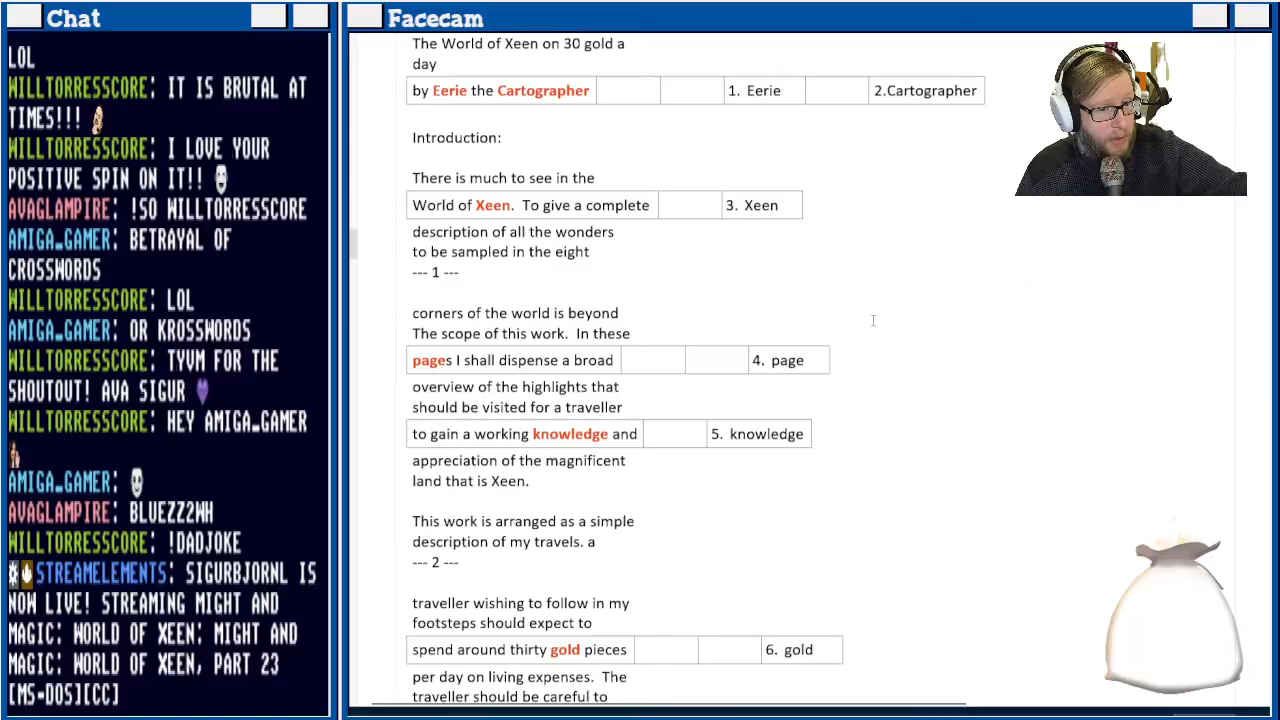 Chat
LOL
WILLTORRESSCORE: IT IS BRUTAL AT
TIMES!!!
WILLTORRESSCORE: I LOVE YOUR
POSITIVE SPIN ON IT!!
AVAGLAMPIRE: !SO WILLTORRESSCORE
AMIGA_GAMER: BETRAYAL OF
CROSSWORDS
WILLTORRESSCORE: LOL
AMIGA_GAMER: OR KROSSWORDS
WILLTORRESSCORE: TYVM FOR THE
SHOUTOUT! AVA SIGUR
WILLTORRESSCORE: HEY AMIGA_GAMER
AMIGA_GAMER:
AVAGLAMPIRE: BLUEZZ2WH
WILLTORRESSCORE: !DADJOKE
STREAMELEMENTS: SIGURBJORNL IS
NOW LIVE! STREAMING MIGHT AND
MAGIC: WORLD OF XEEN: MIGHT AND
MAGIC: WORLD OF XEEN, PART 23
[MS-DOS][CC]
Facecam
The World of Xeen on 30 gold a
day
by Eerie the Cartographer 1. Eerie 2.Cartographer
Introduction:
There is much to see in the
World of Xeen. To give a complete 3. Xeen
description of all the wonders
to be sampled in the eight
--- 1 ---
corners of the world is beyond
The scope of this work. In these
pages I shall dispense a broad 4. page
overview of the highlights that
should be visited for a traveller
to gain a working knowledge and 5. knowledge
appreciation of the magnificent
land that is Xeen.
This work is arranged as a simple
description of my travels. a
--- 2 ---
traveller wishing to follow in my
footsteps should expect to
spend around thirty gold pieces 6. gold
per day on living expenses. The
traveller should be careful to